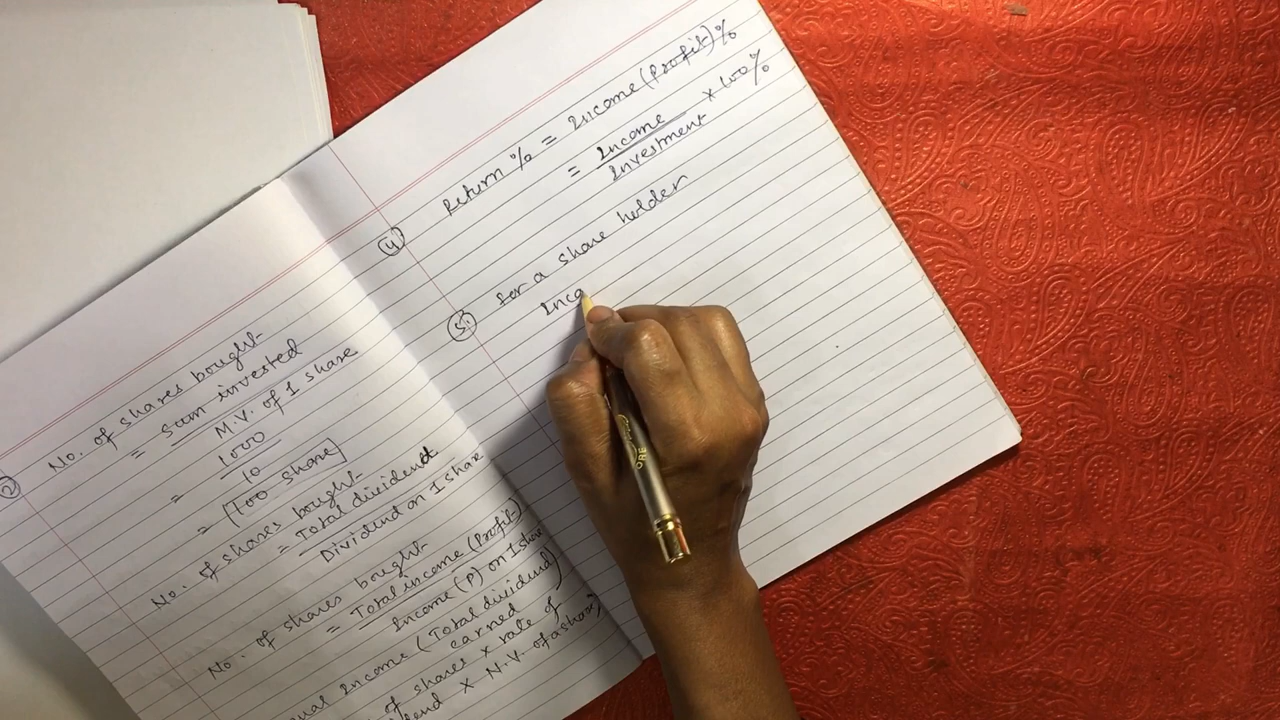 ②
No. of shares bought
= Sum invested
M.V. of 1 share
= 1000
10
= [100 share]
No. of shares bought
= Total dividend
Dividend on 1 share
No. of shares bought
= Total income (Profit)
Income (P) on 1 share
Income (Total dividend)
earned
of shares × rate of
× N.V. of a share
④ Return % = Income (Profit) %
= Income × 100%
Investment
⑤ For a share holder
Inco
ORE